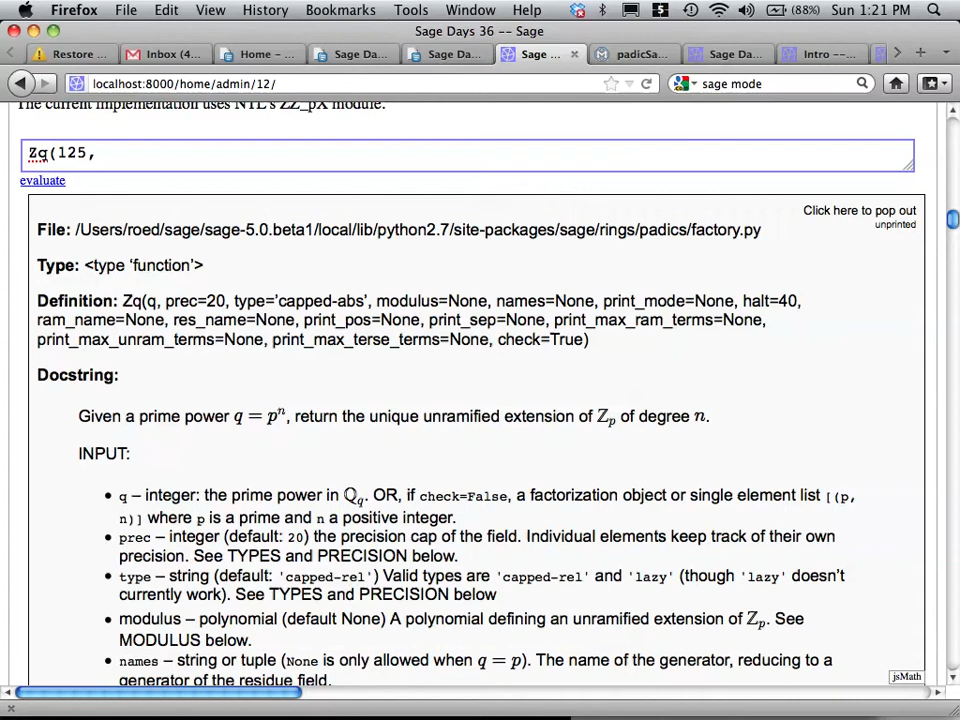 Firefox File Edit View History Bookmarks Tools Window Help (88%) Sun 1:21 PM
Sage Days 36 -- Sage
Restore ... Inbox (4... Home - ... Sage Da... Sage Da... Sage ... padicSa... Sage Da... Intro --...
localhost:8000/home/admin/12/ sage mode
The current implementation uses NTL's ZZ_pX module.
Zq(125,
evaluate
Click here to pop out
unprinted
File: /Users/roed/sage/sage-5.0.beta1/local/lib/python2.7/site-packages/sage/rings/padics/factory.py
Type: <type ‘function’>
Definition: Zq(q, prec=20, type=’capped-abs’, modulus=None, names=None, print_mode=None, halt=40,
ram_name=None, res_name=None, print_pos=None, print_sep=None, print_max_ram_terms=None,
print_max_unram_terms=None, print_max_terse_terms=None, check=True)
Docstring:
Given a prime power q = pⁿ, return the unique unramified extension of ℤₚ of degree n.
INPUT:
• q – integer: the prime power in ℚq. OR, if check=False, a factorization object or single element list [(p,
n)] where p is a prime and n a positive integer.
• prec – integer (default: 20) the precision cap of the field. Individual elements keep track of their own
precision. See TYPES and PRECISION below.
• type – string (default: 'capped-rel') Valid types are 'capped-rel' and 'lazy' (though 'lazy' doesn’t
currently work). See TYPES and PRECISION below
• modulus – polynomial (default None) A polynomial defining an unramified extension of ℤₚ. See
MODULUS below.
• names – string or tuple (None is only allowed when q = p). The name of the generator, reducing to a
generator of the residue field.
jsMath